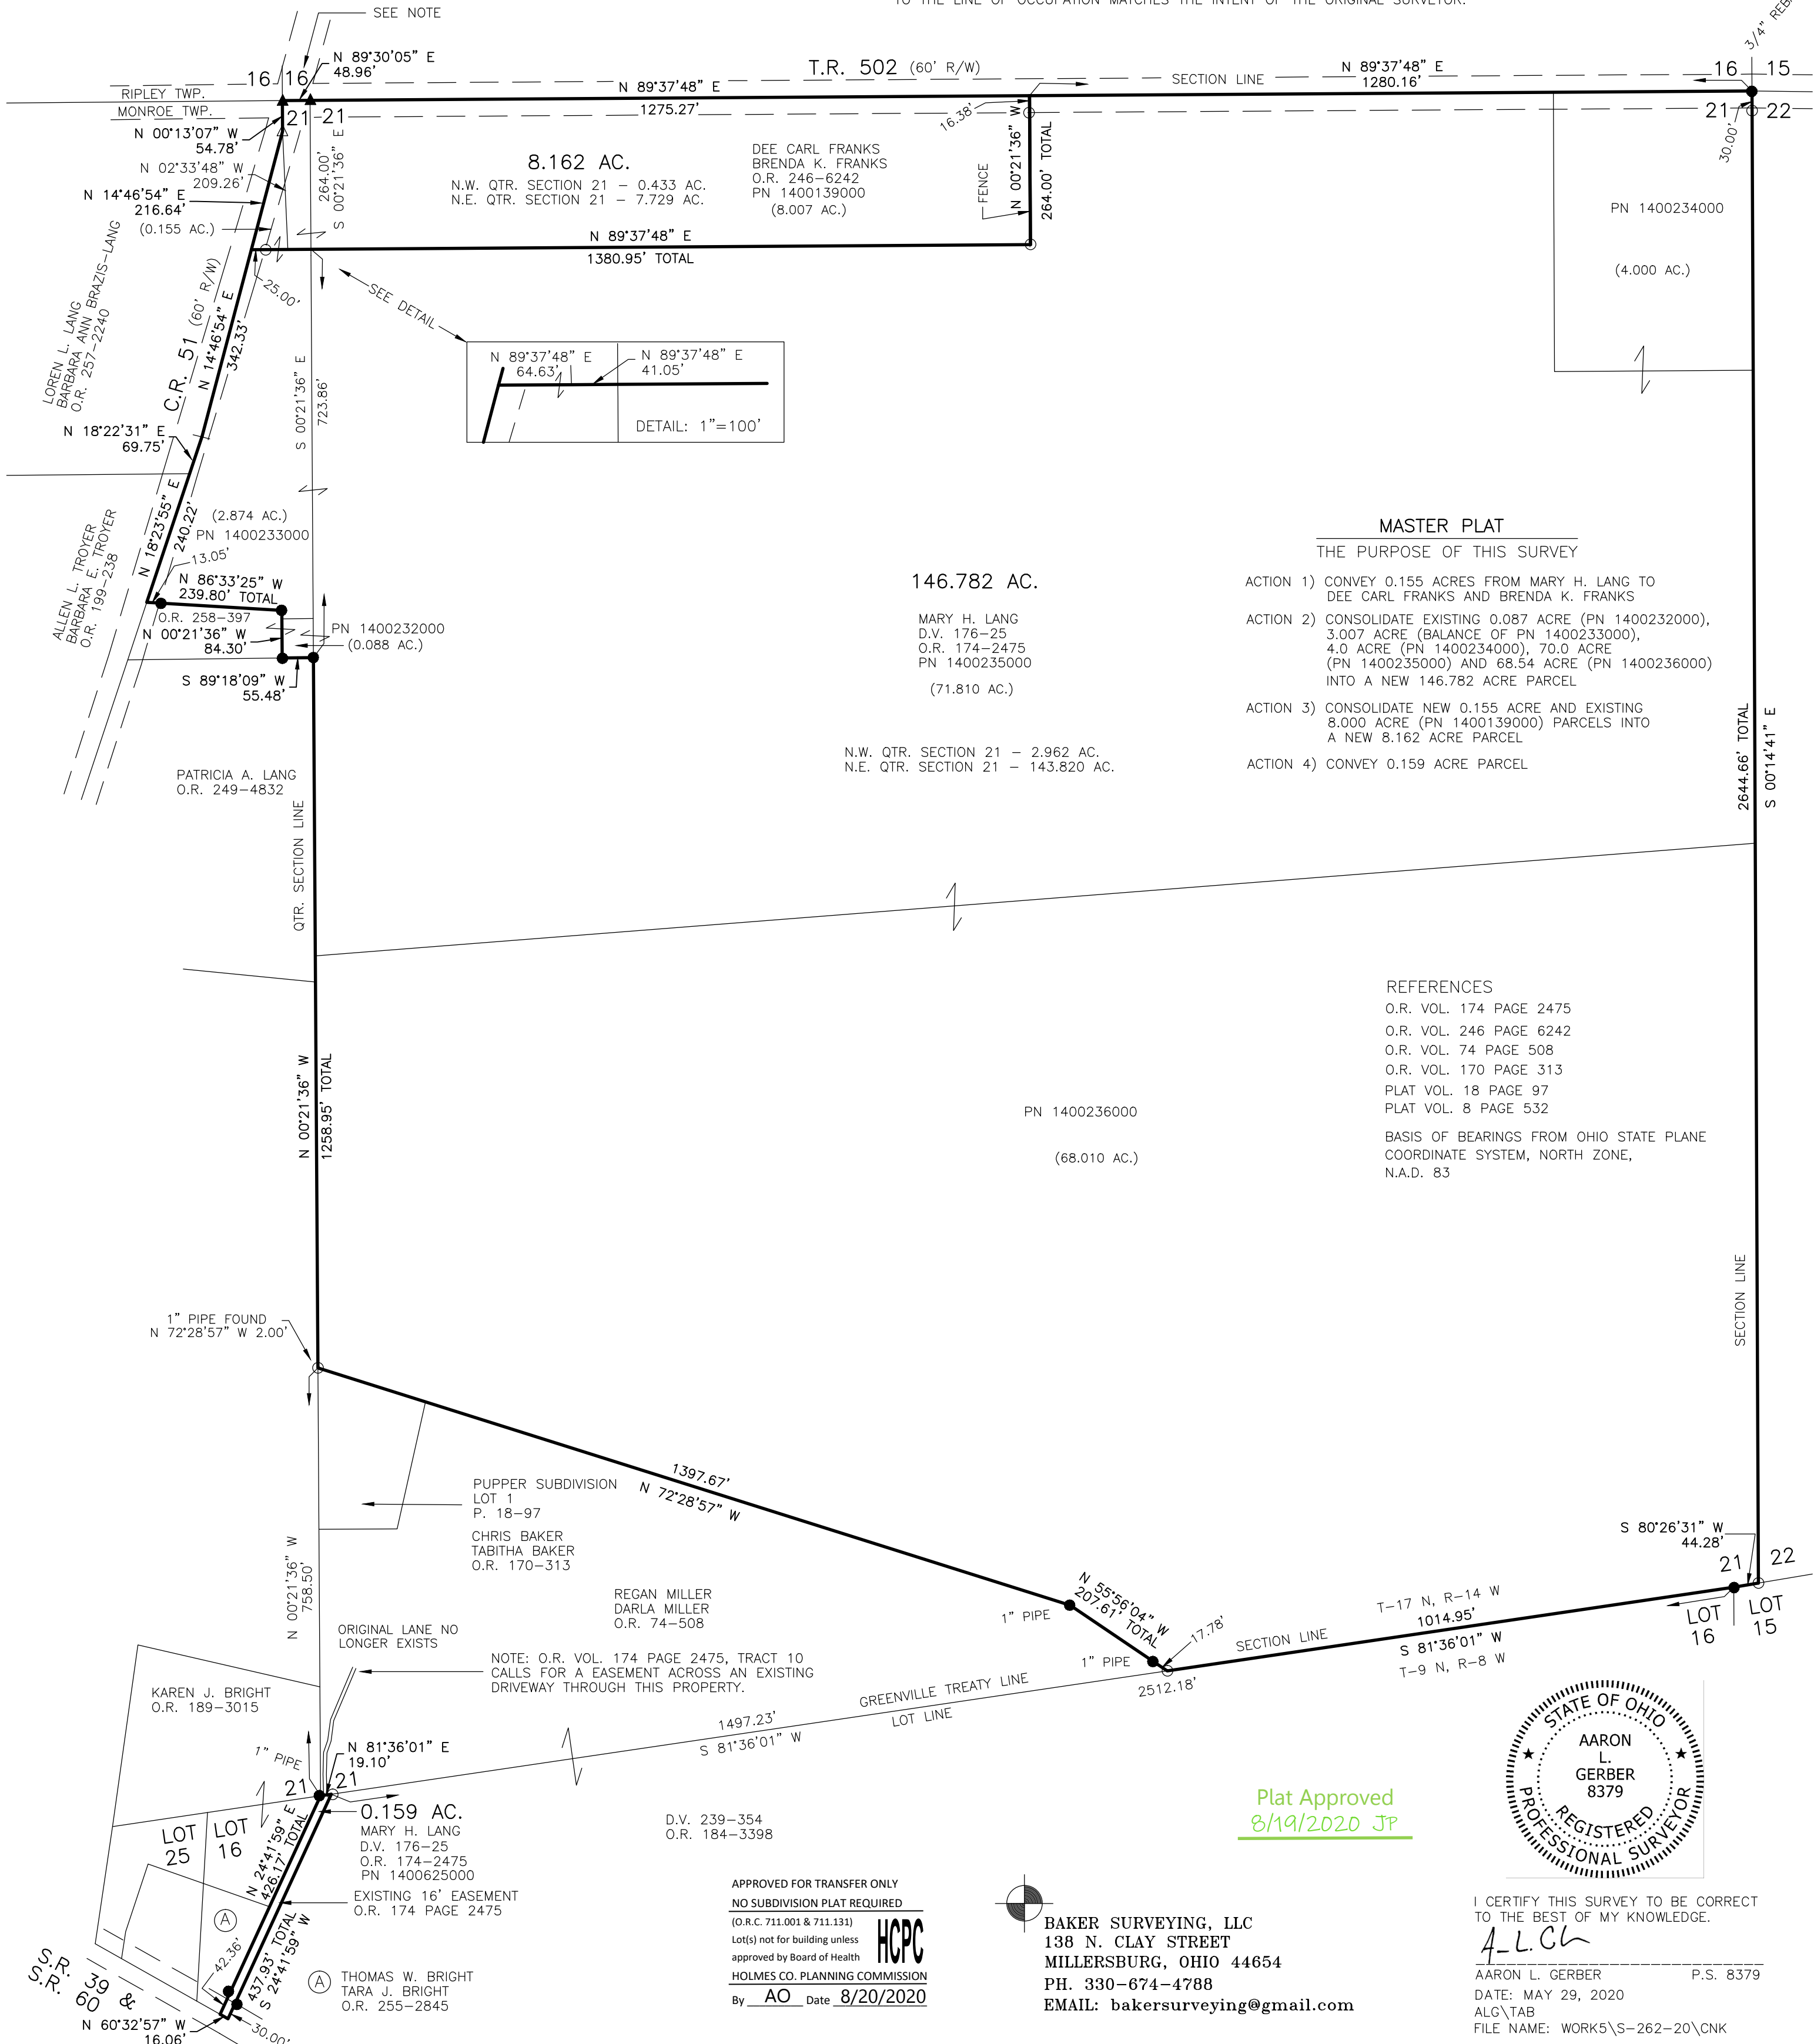 TO THE LINE OF OCCUPATION MATCHES THE INTENT OF THE ORIGINAL SURVEYOR.
SEE NOTE
3/4" REBAR
N 89°30'05" E
48.96'
T.R. 502 (60' R/W)
N 89°37'48" E
1275.27'
SECTION LINE
N 89°37'48" E
1280.16'
16 16
16 15
RIPLEY TWP.
MONROE TWP.
21 21
21 22
N 00°13'07" W
54.78'
N 02°33'48" W
209.26'
N 14°46'54" E
216.64'
(0.155 AC.)
264.00'
S 00°21'36" E
8.162 AC.
N.W. QTR. SECTION 21 - 0.433 AC.
N.E. QTR. SECTION 21 - 7.729 AC.
DEE CARL FRANKS
BRENDA K. FRANKS
O.R. 246-6242
PN 1400139000
(8.007 AC.)
16.38'
FENCE
N 00°21'36" W
264.00' TOTAL
30.00'
PN 1400234000
(4.000 AC.)
N 89°37'48" E
1380.95' TOTAL
25.00'
SEE DETAIL
N 89°37'48" E
64.63'
N 89°37'48" E
41.05'
DETAIL: 1"=100'
LOREN L. LANG
BARBARA ANN BRAZIS-LANG
O.R. 257-2240
C.R. 51 (60' R/W)
N 14°46'54" E
342.33'
S 00°21'36" E
723.86'
N 18°22'31" E
69.75'
N 18°23'55" E
240.22'
ALLEN L. TROYER
BARBARA E. TROYER
O.R. 199-238
(2.874 AC.)
PN 1400233000
13.05'
N 86°33'25" W
239.80' TOTAL
O.R. 258-397
N 00°21'36" W
84.30'
PN 1400232000
(0.088 AC.)
S 89°18'09" W
55.48'
146.782 AC.
MARY H. LANG
D.V. 176-25
O.R. 174-2475
PN 1400235000
(71.810 AC.)
N.W. QTR. SECTION 21 - 2.962 AC.
N.E. QTR. SECTION 21 - 143.820 AC.
MASTER PLAT
THE PURPOSE OF THIS SURVEY
ACTION 1) CONVEY 0.155 ACRES FROM MARY H. LANG TO
DEE CARL FRANKS AND BRENDA K. FRANKS
ACTION 2) CONSOLIDATE EXISTING 0.087 ACRE (PN 1400232000),
3.007 ACRE (BALANCE OF PN 1400233000),
4.0 ACRE (PN 1400234000), 70.0 ACRE
(PN 1400235000) AND 68.54 ACRE (PN 1400236000)
INTO A NEW 146.782 ACRE PARCEL
ACTION 3) CONSOLIDATE NEW 0.155 ACRE AND EXISTING
8.000 ACRE (PN 1400139000) PARCELS INTO
A NEW 8.162 ACRE PARCEL
ACTION 4) CONVEY 0.159 ACRE PARCEL
2644.66' TOTAL
S 00°14'41" E
PATRICIA A. LANG
O.R. 249-4832
QTR. SECTION LINE
N 00°21'36" W
1258.95' TOTAL
REFERENCES
O.R. VOL. 174 PAGE 2475
O.R. VOL. 246 PAGE 6242
O.R. VOL. 74 PAGE 508
O.R. VOL. 170 PAGE 313
PLAT VOL. 18 PAGE 97
PLAT VOL. 8 PAGE 532
BASIS OF BEARINGS FROM OHIO STATE PLANE
COORDINATE SYSTEM, NORTH ZONE,
N.A.D. 83
PN 1400236000
(68.010 AC.)
SECTION LINE
1" PIPE FOUND
N 72°28'57" W 2.00'
1397.67'
N 72°28'57" W
PUPPER SUBDIVISION
LOT 1
P. 18-97
CHRIS BAKER
TABITHA BAKER
O.R. 170-313
REGAN MILLER
DARLA MILLER
O.R. 74-508
N 00°21'36" W
758.50'
ORIGINAL LANE NO
LONGER EXISTS
NOTE: O.R. VOL. 174 PAGE 2475, TRACT 10
CALLS FOR A EASEMENT ACROSS AN EXISTING
DRIVEWAY THROUGH THIS PROPERTY.
1" PIPE
N 55°56'04" W
207.61' TOTAL
1" PIPE
17.78'
SECTION LINE
T-17 N, R-14 W
1014.95'
S 81°36'01" W
T-9 N, R-8 W
S 80°26'31" W
44.28'
21 22
LOT
16
LOT
15
2512.18'
GREENVILLE TREATY LINE
LOT LINE
1497.23'
S 81°36'01" W
KAREN J. BRIGHT
O.R. 189-3015
1" PIPE
N 81°36'01" E
19.10'
21 21
0.159 AC.
MARY H. LANG
D.V. 176-25
O.R. 174-2475
PN 1400625000
EXISTING 16' EASEMENT
O.R. 174 PAGE 2475
LOT
25
LOT
16
N 24°41'59" E
426.17' TOTAL
437.93' TOTAL
S 24°41'59" W
42.36'
A
S.R. 39 &
S.R. 60
N 60°32'57" W
16.06'
30.00'
A THOMAS W. BRIGHT
TARA J. BRIGHT
O.R. 255-2845
D.V. 239-354
O.R. 184-3398
Plat Approved
8/19/2020 JP
APPROVED FOR TRANSFER ONLY
NO SUBDIVISION PLAT REQUIRED
(O.R.C. 711.001 & 711.131)
Lot(s) not for building unless
approved by Board of Health
HCPC
HOLMES CO. PLANNING COMMISSION
By AO Date 8/20/2020
BAKER SURVEYING, LLC
138 N. CLAY STREET
MILLERSBURG, OHIO 44654
PH. 330-674-4788
EMAIL: bakersurveying@gmail.com
STATE OF OHIO
AARON
L.
GERBER
8379
REGISTERED
PROFESSIONAL SURVEYOR
I CERTIFY THIS SURVEY TO BE CORRECT
TO THE BEST OF MY KNOWLEDGE.
AARON L. GERBER P.S. 8379
DATE: MAY 29, 2020
ALG\TAB
FILE NAME: WORK5\S-262-20\CNK